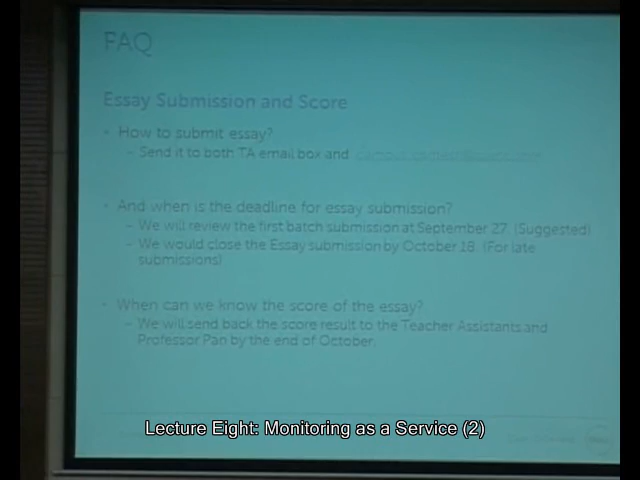 FAQ
Essay Submission and Score
• How to submit essay?
– Send it to both TA email box and
• And when is the deadline for essay submission?
– We will review the first batch submission at September 27. (Suggested)
– We would close the Essay submission by October 18. (For late
submissions)
• When can we know the score of the essay?
– We will send back the score result to the Teacher Assistants and
Professor Pan by the end of October.
Lecture Eight: Monitoring as a Service (2)